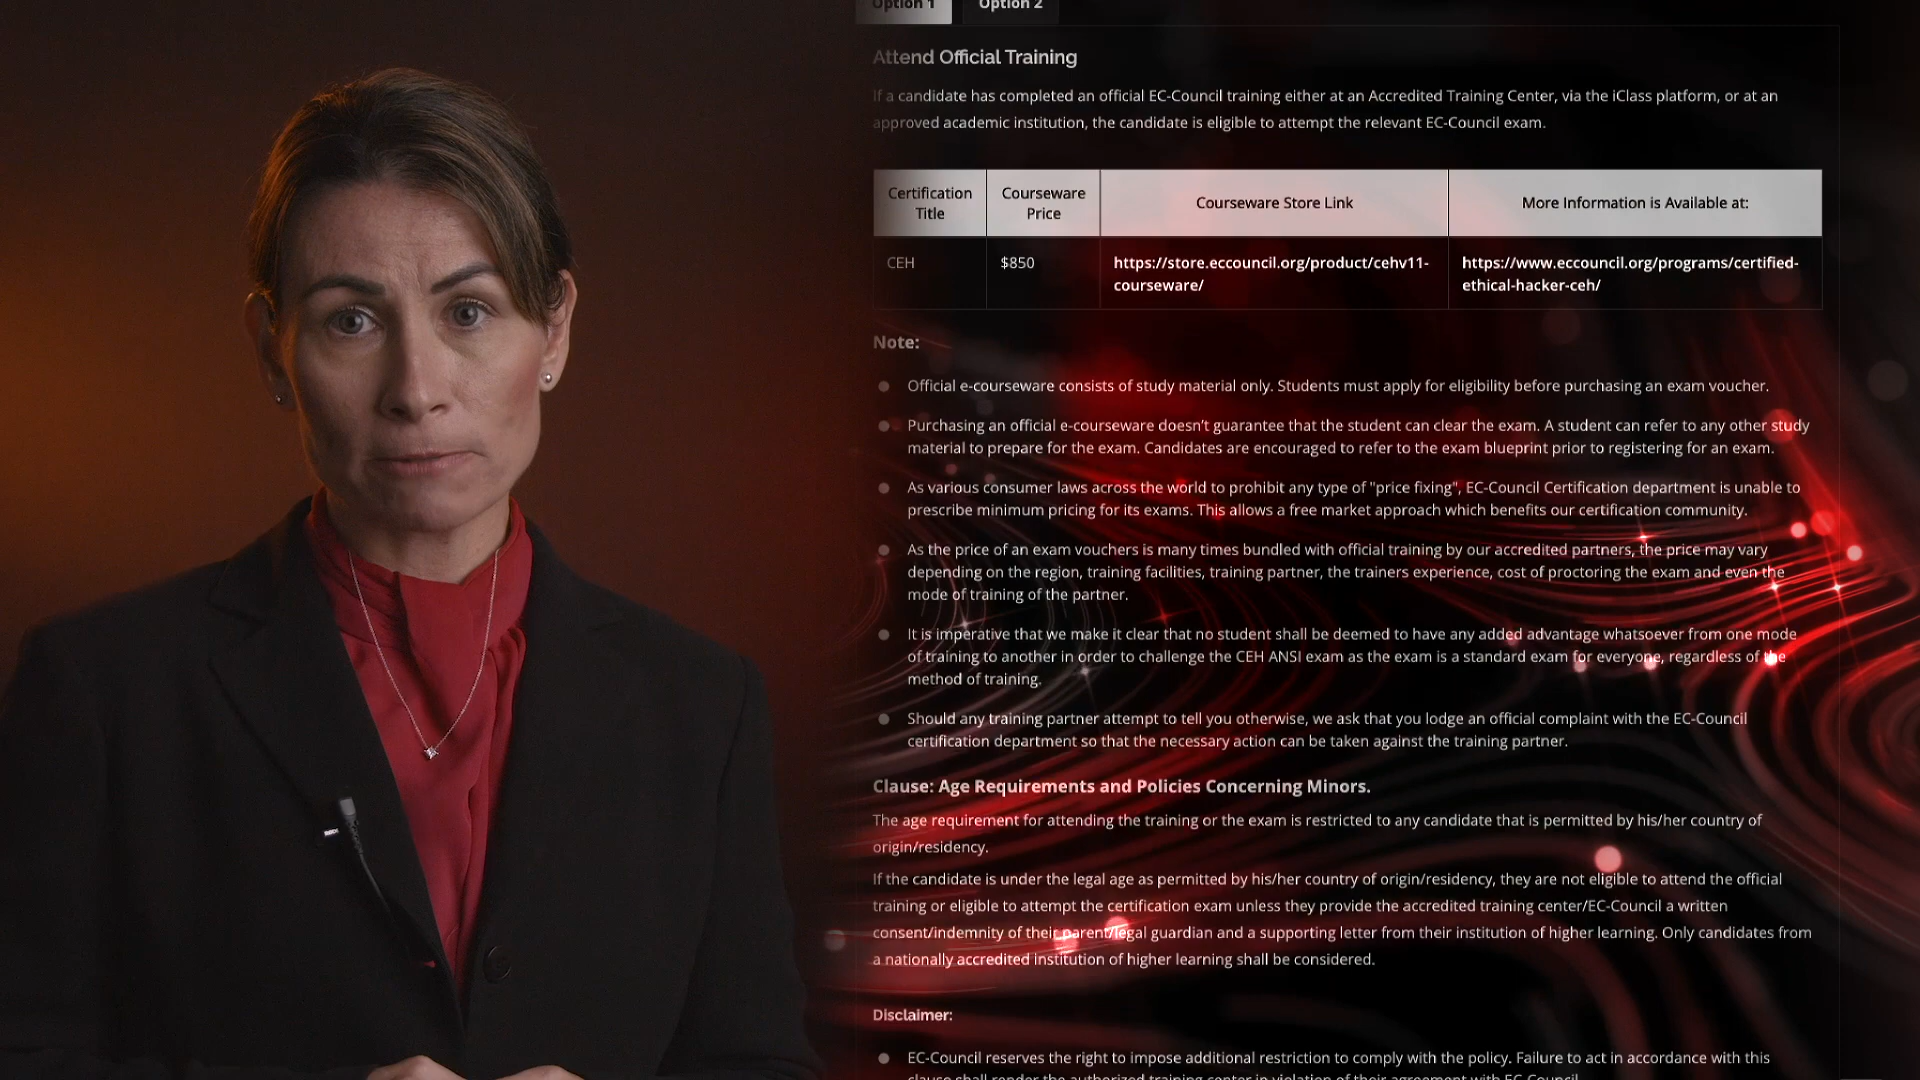 Option 1
Option 2
Attend Official Training
If a candidate has completed an official EC-Council training either at an Accredited Training Center, via the iClass platform, or at an
approved academic institution, the candidate is eligible to attempt the relevant EC-Council exam.
Certification Title
Courseware Price
Courseware Store Link
More Information is Available at:
CEH
$850
https://store.eccouncil.org/product/cehv11-
courseware/
https://www.eccouncil.org/programs/certified-
ethical-hacker-ceh/
Note:
Official e-courseware consists of study material only. Students must apply for eligibility before purchasing an exam voucher.
Purchasing an official e-courseware doesn't guarantee that the student can clear the exam. A student can refer to any other study
material to prepare for the exam. Candidates are encouraged to refer to the exam blueprint prior to registering for an exam.
As various consumer laws across the world to prohibit any type of "price fixing", EC-Council Certification department is unable to
prescribe minimum pricing for its exams. This allows a free market approach which benefits our certification community.
As the price of an exam vouchers is many times bundled with official training by our accredited partners, the price may vary
depending on the region, training facilities, training partner, the trainers experience, cost of proctoring the exam and even the
mode of training of the partner.
It is imperative that we make it clear that no student shall be deemed to have any added advantage whatsoever from one mode
of training to another in order to challenge the CEH ANSI exam as the exam is a standard exam for everyone, regardless of the
method of training.
Should any training partner attempt to tell you otherwise, we ask that you lodge an official complaint with the EC-Council
certification department so that the necessary action can be taken against the training partner.
Clause: Age Requirements and Policies Concerning Minors.
The age requirement for attending the training or the exam is restricted to any candidate that is permitted by his/her country of
origin/residency.
If the candidate is under the legal age as permitted by his/her country of origin/residency, they are not eligible to attend the official
training or eligible to attempt the certification exam unless they provide the accredited training center/EC-Council a written
consent/indemnity of their parent/legal guardian and a supporting letter from their institution of higher learning. Only candidates from
a nationally accredited institution of higher learning shall be considered.
Disclaimer:
EC-Council reserves the right to impose additional restriction to comply with the policy. Failure to act in accordance with this
clause shall render the authorized training center in violation of their agreement with EC-Council.